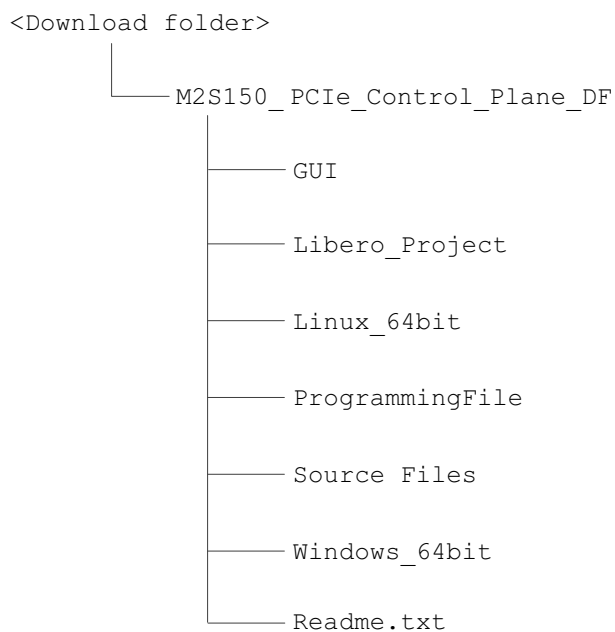 <Download folder>
M2S150_PCIe_Control_Plane_DF
GUI
Libero_Project
Linux_64bit
ProgrammingFile
Source Files
Windows_64bit
Readme.txt